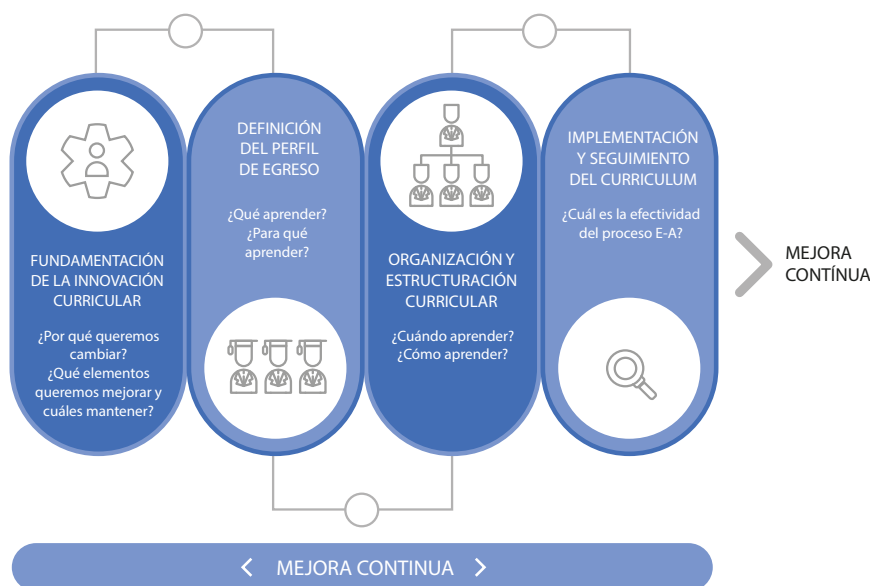 FUNDAMENTACIÓN
DE LA INNOVACIÓN
CURRICULAR
¿Por qué queremos
cambiar?
¿Qué elementos
queremos mejorar y
cuáles mantener?
DEFINICIÓN
DEL PERFIL
DE EGRESO
¿Qué aprender?
¿Para qué
aprender?
ORGANIZACIÓN Y
ESTRUCTURACIÓN
CURRICULAR
¿Cuándo aprender?
¿Cómo aprender?
IMPLEMENTACIÓN
Y SEGUIMIENTO
DEL CURRICULUM
¿Cuál es la efectividad
del proceso E-A?
MEJORA
CONTÍNUA
MEJORA CONTINUA